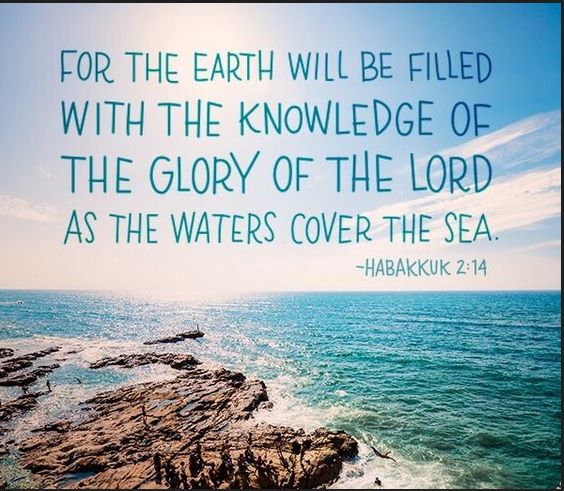 FOR THE EARTH WILL BE FILLED
WITH THE KNOWLEDGE OF
THE GLORY OF THE LORD
AS THE WATERS COVER THE SEA.
-HABAKKUK 2:14